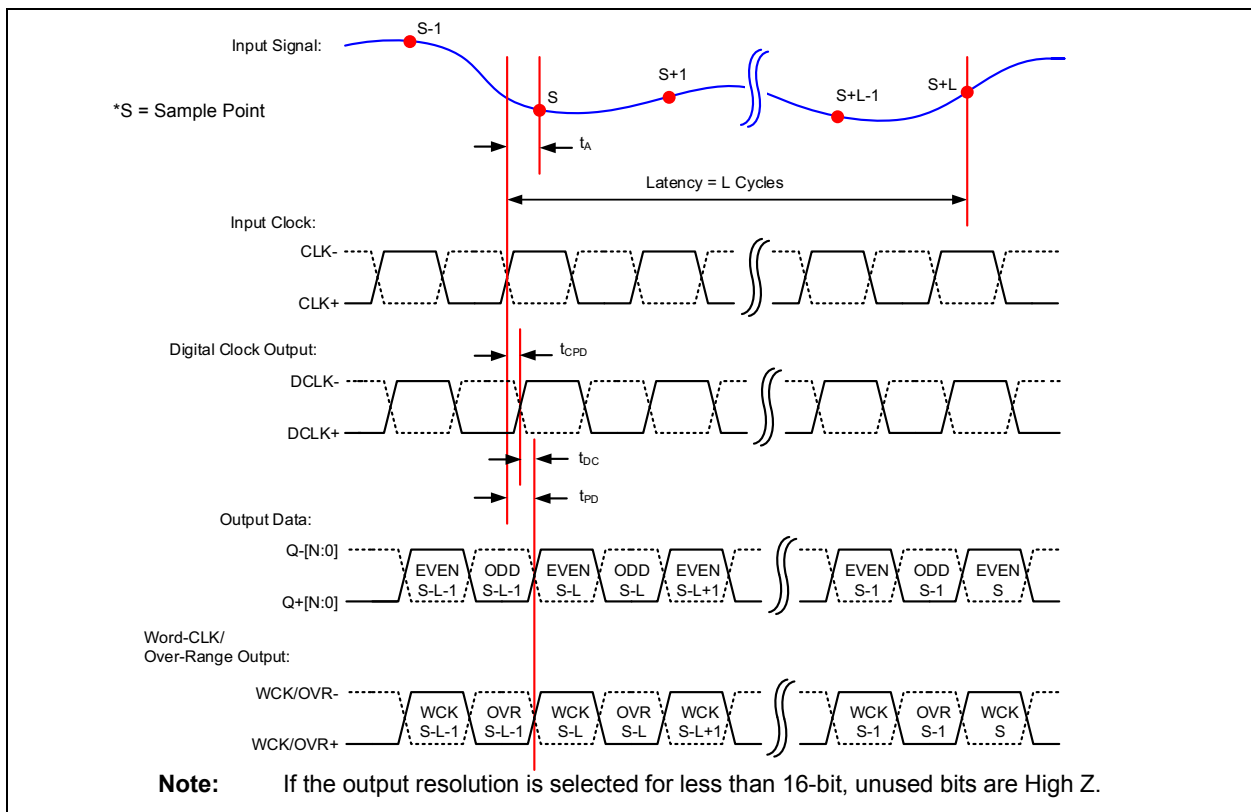 Input Signal:
S-1
*S = Sample Point
S
S+1
S+L-1
S+L
tA
Latency = L Cycles
Input Clock:
CLK-
CLK+
Digital Clock Output:
tCPD
DCLK-
DCLK+
tDC
tPD
Output Data:
Q-[N:0]
Q+[N:0]
EVEN
S-L-1
ODD
S-L-1
EVEN
S-L
ODD
S-L
EVEN
S-L+1
EVEN
S-1
ODD
S-1
EVEN
S
Word-CLK/
Over-Range Output:
WCK/OVR-
WCK/OVR+
WCK
S-L-1
OVR
S-L-1
WCK
S-L
OVR
S-L
WCK
S-L+1
WCK
S-1
OVR
S-1
WCK
S
Note: If the output resolution is selected for less than 16-bit, unused bits are High Z.